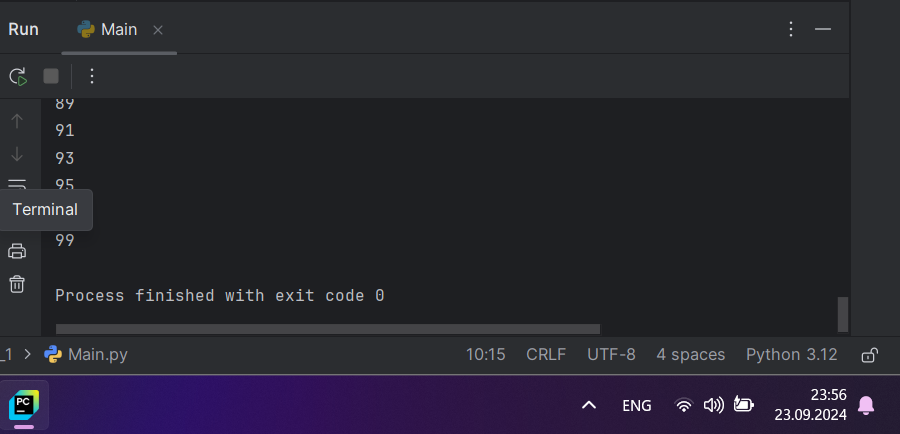 Run Main
89
91
93
95
Terminal
99
Process finished with exit code 0
_1 Main.py 10:15 CRLF UTF-8 4 spaces Python 3.12
PC ENG 23:56
23.09.2024